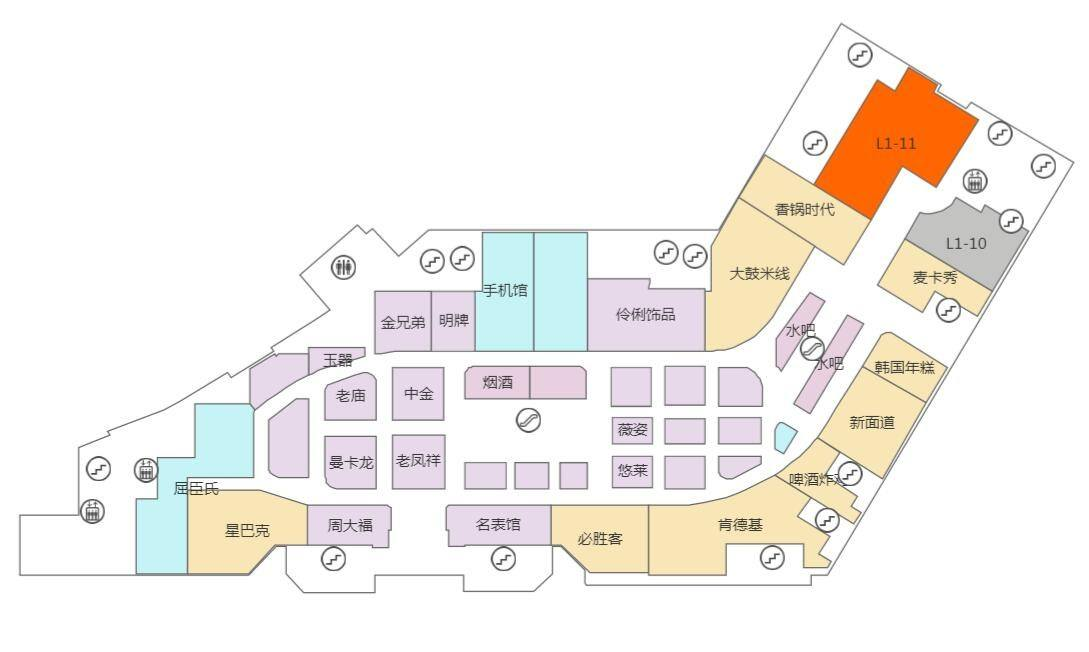 L1-11
香锅时代
L1-10
大鼓米线
麦卡秀
手机馆
伶俐饰品
金兄弟
明牌
水吧
水吧
玉器
韩国年糕
烟酒
老庙
中金
新面道
薇姿
曼卡龙
老凤祥
悠莱
啤酒炸
屈臣氏
星巴克
周大福
名表馆
必胜客
肯德基